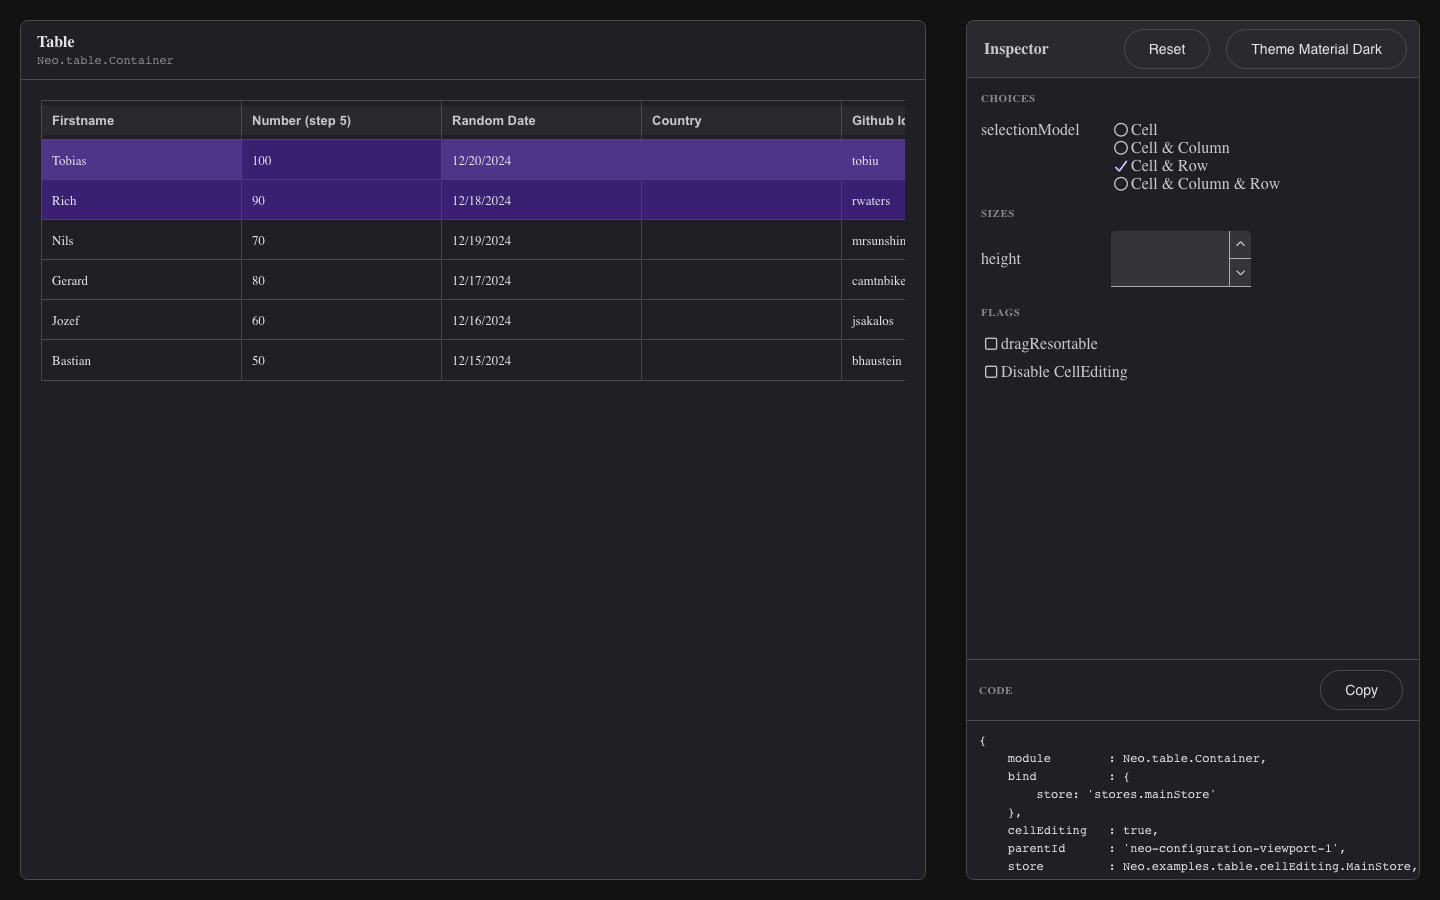 Table
Neo.table.Container
Firstname Number (step 5) Random Date Country Github Ic
Tobias 100 12/20/2024 tobiu
Rich 90 12/18/2024 rwaters
Nils 70 12/19/2024 mrsunshin
Gerard 80 12/17/2024 camtnbike
Jozef 60 12/16/2024 jsakalos
Bastian 50 12/15/2024 bhaustein
Inspector Reset Theme Material Dark
CHOICES
selectionModel Cell
Cell & Column
Cell & Row
Cell & Column & Row
SIZES
height
FLAGS
dragResortable
Disable CellEditing
CODE Copy
{
    module        : Neo.table.Container,
    bind          : {
        store: 'stores.mainStore'
    },
    cellEditing   : true,
    parentId      : 'neo-configuration-viewport-1',
    store         : Neo.examples.table.cellEditing.MainStore,